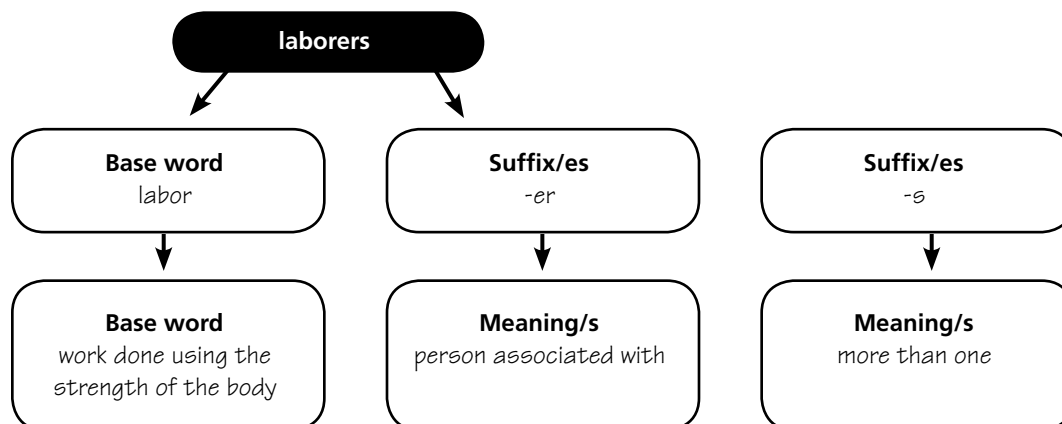 laborers
Base word
labor
Suffix/es
-er
Suffix/es
-s
Base word
work done using the
strength of the body
Meaning/s
person associated with
Meaning/s
more than one